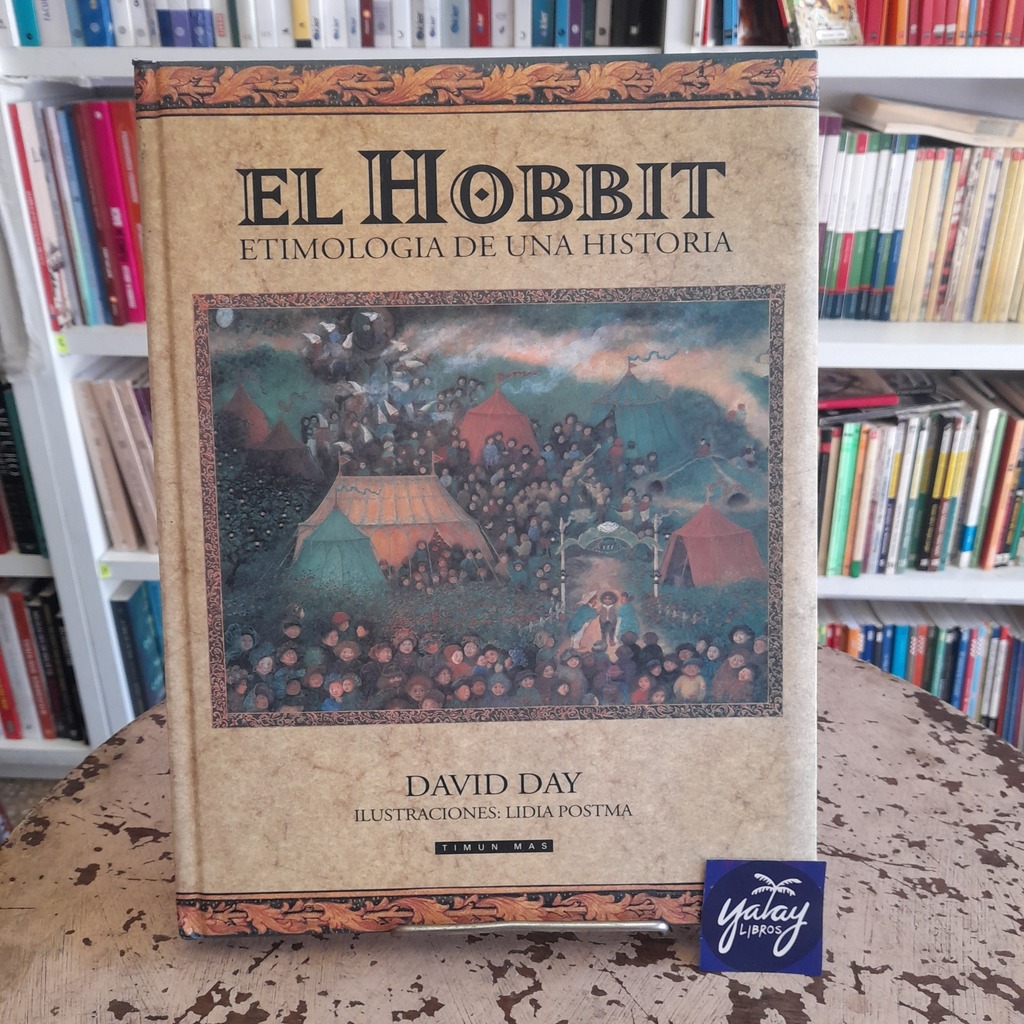 EL HOBBIT
ETIMOLOGIA DE UNA HISTORIA
DAVID DAY
ILUSTRACIONES: LIDIA POSTMA
TIMUN MAS
yatay
LIBROS